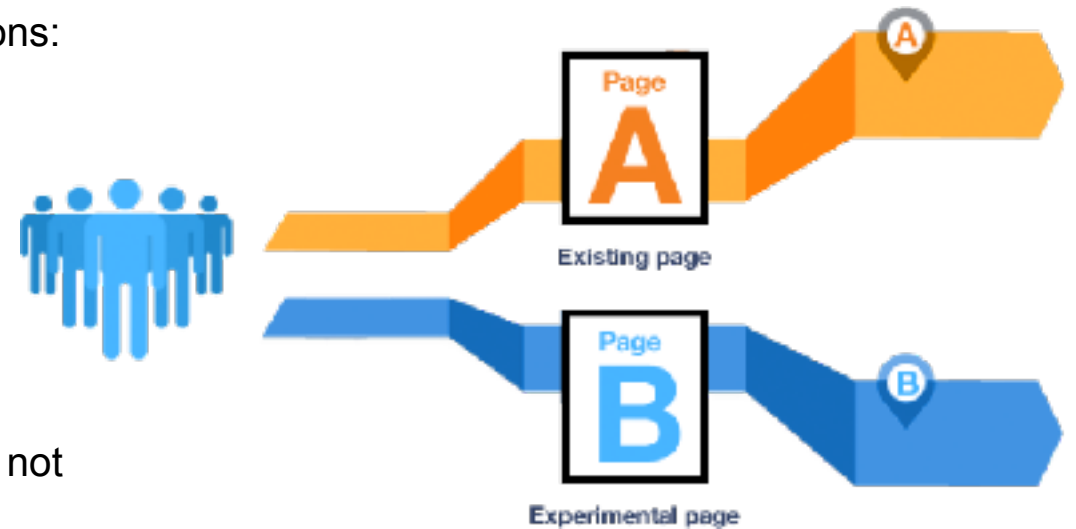 ons:
A
Page
A
Existing page
Page
B
B
Experimental page
not